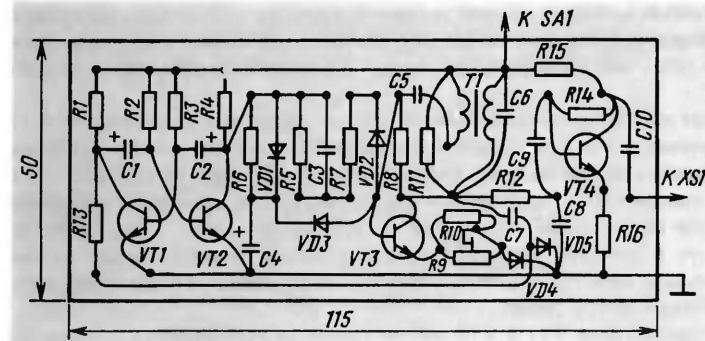 K SA1
50
R1
R2
R3
R4
C1
C2
R13
VT1
VT2
C4
R6
VD1
R5
C3
R7
VD2
VD3
C5
R8
R11
T1
C6
R15
R14
C10
C9
VT4
K XS1
R12
C8
C7
VT3
R10
R9
VD5
VD4
R16
115
+
+
+